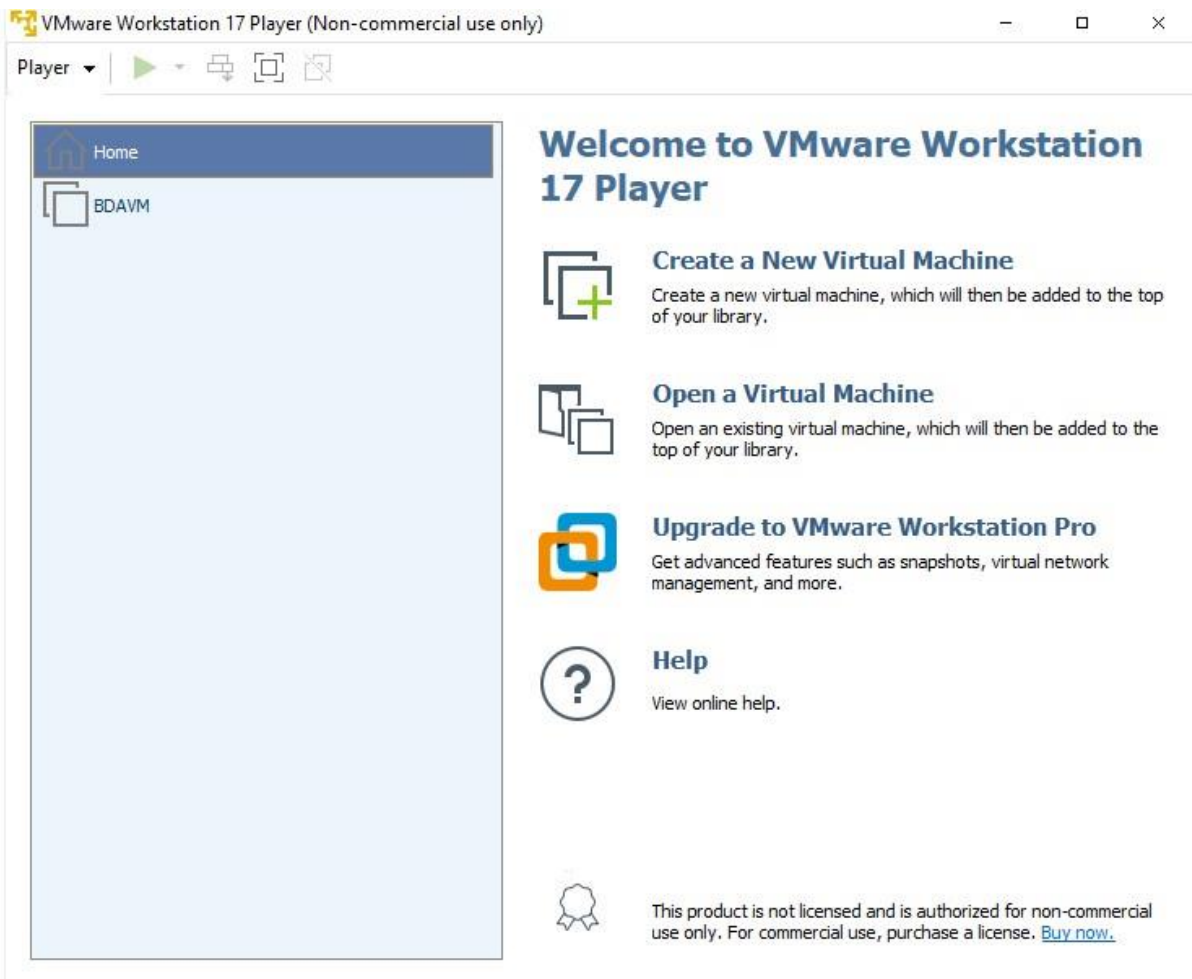 VMware Workstation 17 Player (Non-commercial use only)
Player
Home
BDAVM
Welcome to VMware Workstation
17 Player
Create a New Virtual Machine
Create a new virtual machine, which will then be added to the top
of your library.
Open a Virtual Machine
Open an existing virtual machine, which will then be added to the
top of your library.
Upgrade to VMware Workstation Pro
Get advanced features such as snapshots, virtual network
management, and more.
?
Help
View online help.
This product is not licensed and is authorized for non-commercial
use only. For commercial use, purchase a license. Buy now.